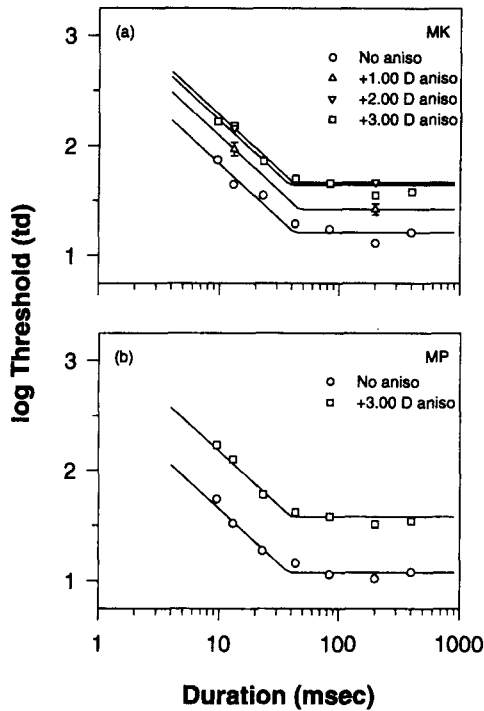 (a) MK
No aniso
+1.00 D aniso
+2.00 D aniso
+3.00 D aniso
3
2
1
log Threshold (td)
(b) MP
No aniso
+3.00 D aniso
3
2
1
1 10 100 1000
Duration (msec)